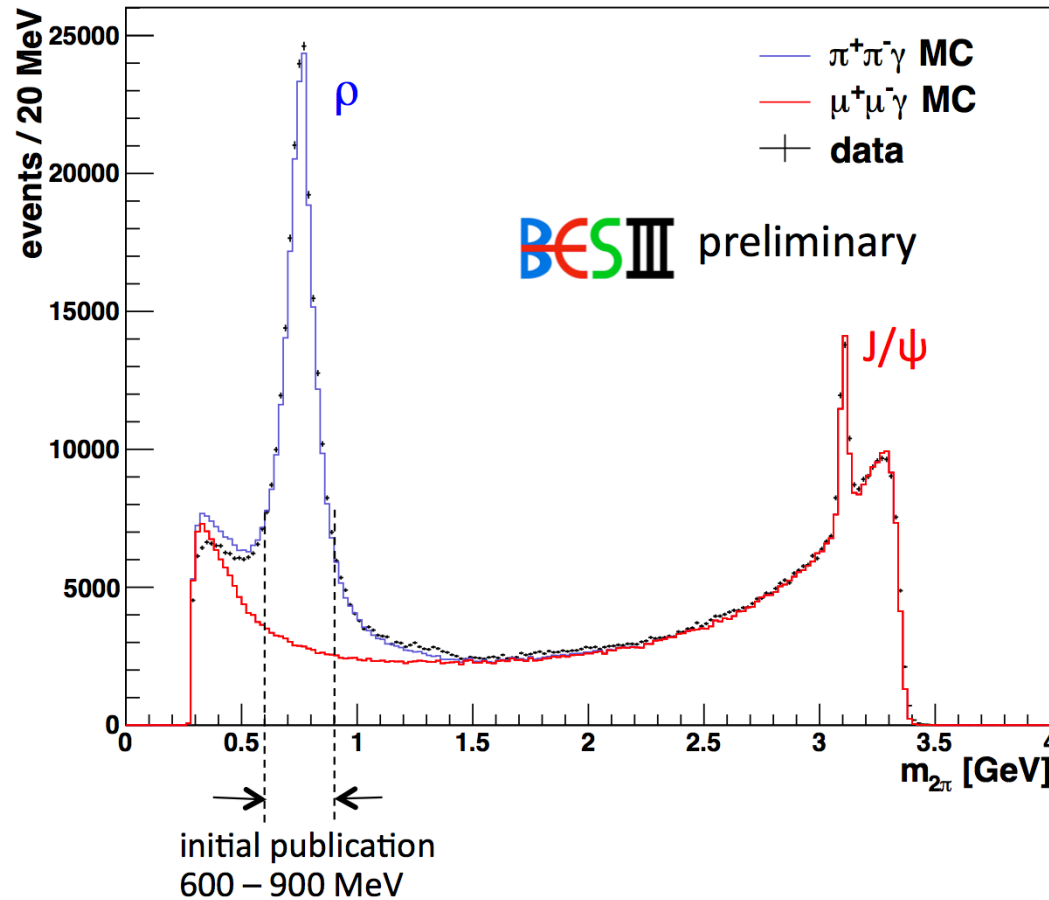 25000
20000
15000
10000
5000
0
events / 20 MeV
π⁺π⁻γ MC
μ⁺μ⁻γ MC
data
ρ
BESIII preliminary
J/ψ
0 0.5 1 1.5 2 2.5 3 3.5 4
m₂π [GeV]
initial publication
600 – 900 MeV